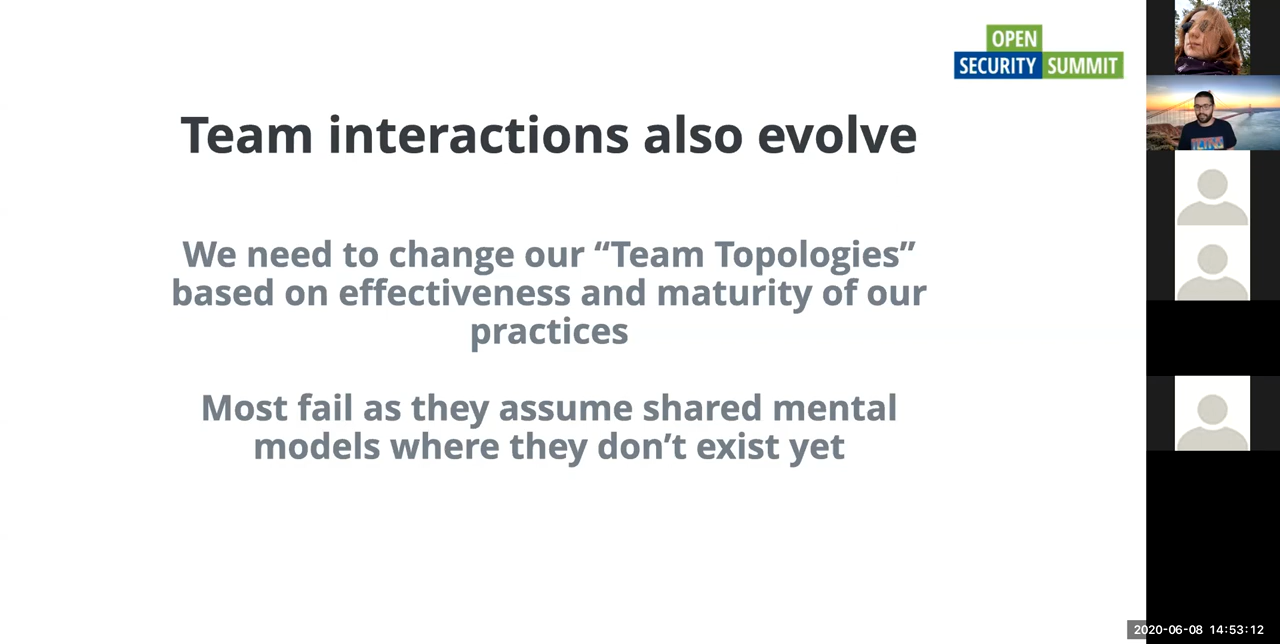 OPEN
SECURITY SUMMIT
Team interactions also evolve
We need to change our “Team Topologies”
based on effectiveness and maturity of our
practices
Most fail as they assume shared mental
models where they don’t exist yet
2020-06-08 14:53:12